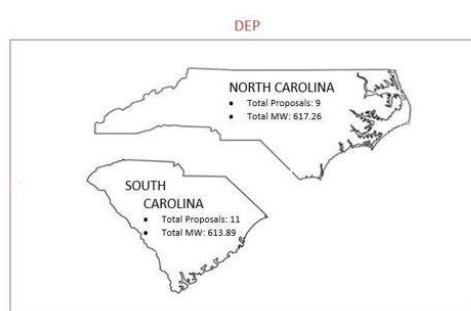 DEP
NORTH CAROLINA
• Total Proposals: 9
• Total MW: 617.26
SOUTH
CAROLINA
• Total Proposals: 11
• Total MW: 613.89